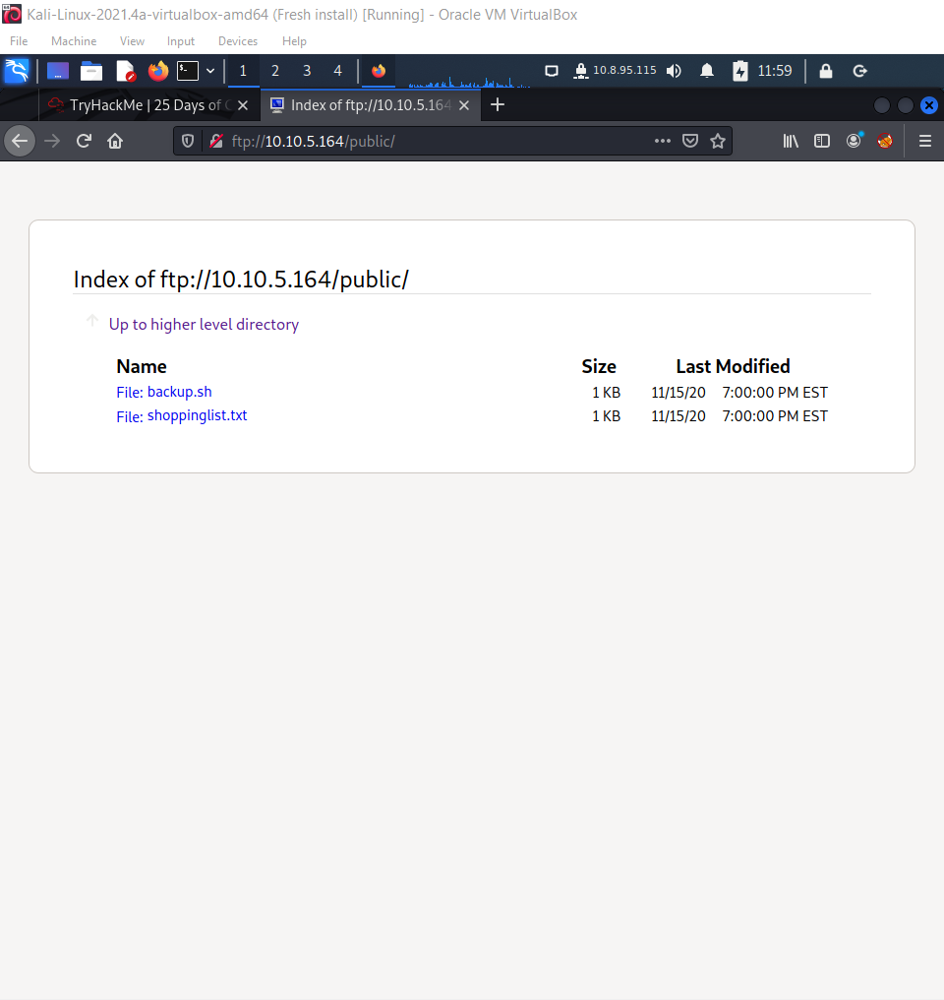 Kali-Linux-2021.4a-virtualbox-amd64 (Fresh install) [Running] - Oracle VM VirtualBox
File Machine View Input Devices Help
1 2 3 4 10.8.95.115 11:59
TryHackMe | 25 Days of C Index of ftp://10.10.5.164
ftp://10.10.5.164/public/
Index of ftp://10.10.5.164/public/
Up to higher level directory
Name Size Last Modified
File: backup.sh 1 KB 11/15/20 7:00:00 PM EST
File: shoppinglist.txt 1 KB 11/15/20 7:00:00 PM EST